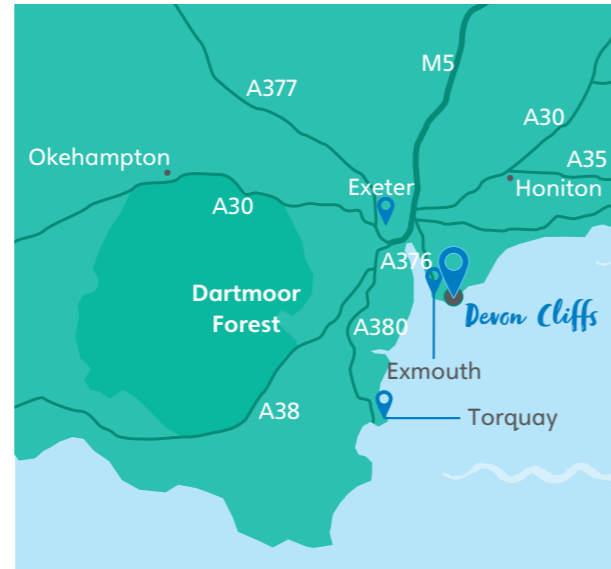 M5
A377
A30
Okehampton
A35
Exeter
Honiton
A30
A376
Dartmoor
Forest
Devon Cliffs
A380
Exmouth
A38
Torquay